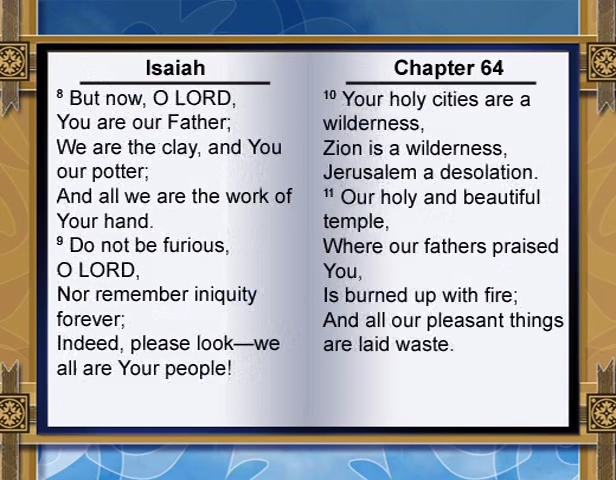 Isaiah
⁸ But now, O LORD,
You are our Father;
We are the clay, and You
our potter;
And all we are the work of
Your hand.
⁹ Do not be furious,
O LORD,
Nor remember iniquity
forever;
Indeed, please look—we
all are Your people!
Chapter 64
¹⁰ Your holy cities are a
wilderness,
Zion is a wilderness,
Jerusalem a desolation.
¹¹ Our holy and beautiful
temple,
Where our fathers praised
You,
Is burned up with fire;
And all our pleasant things
are laid waste.